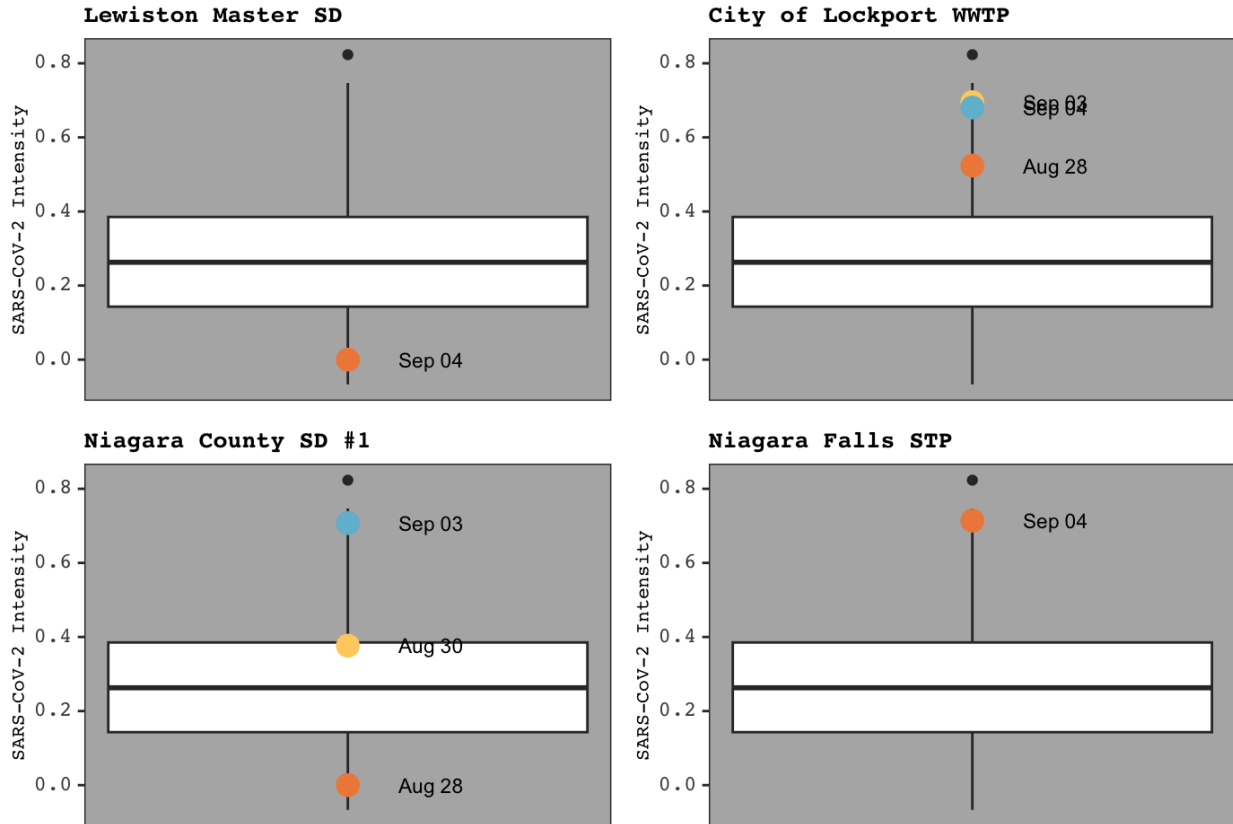 Lewiston Master SD
SARS-CoV-2 Intensity
0.8
0.6
0.4
0.2
0.0
Sep 04
City of Lockport WWTP
SARS-CoV-2 Intensity
0.8
0.6
0.4
0.2
0.0
Sep 03
Sep 04
Aug 28
Niagara County SD #1
SARS-CoV-2 Intensity
0.8
0.6
0.4
0.2
0.0
Sep 03
Aug 30
Aug 28
Niagara Falls STP
SARS-CoV-2 Intensity
0.8
0.6
0.4
0.2
0.0
Sep 04